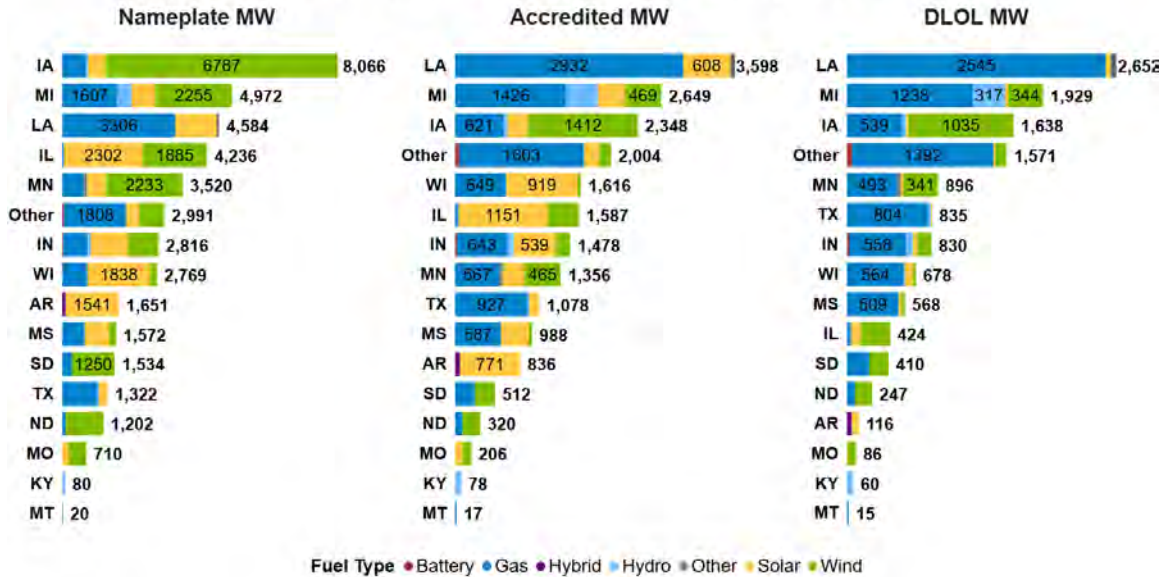 Nameplate MW
IA 6787 8,066
MI 1607 2255 4,972
LA 3306 4,584
IL 2302 1885 4,236
MN 2233 3,520
Other 1808 2,991
IN 2,816
WI 1838 2,769
AR 1541 1,651
MS 1,572
SD 1250 1,534
TX 1,322
ND 1,202
MO 710
KY 80
MT 20
Accredited MW
LA 2932 608 3,598
MI 1426 469 2,649
IA 621 1412 2,348
Other 1603 2,004
WI 649 919 1,616
IL 1151 1,587
IN 643 539 1,478
MN 567 465 1,356
TX 927 1,078
MS 587 988
AR 771 836
SD 512
ND 320
MO 206
KY 78
MT 17
DLOL MW
LA 2545 2,652
MI 1238 317 344 1,929
IA 539 1035 1,638
Other 1392 1,571
MN 493 341 896
TX 804 835
IN 558 830
WI 564 678
MS 509 568
IL 424
SD 410
ND 247
AR 116
MO 86
KY 60
MT 15
Fuel Type Battery Gas Hybrid Hydro Other Solar Wind